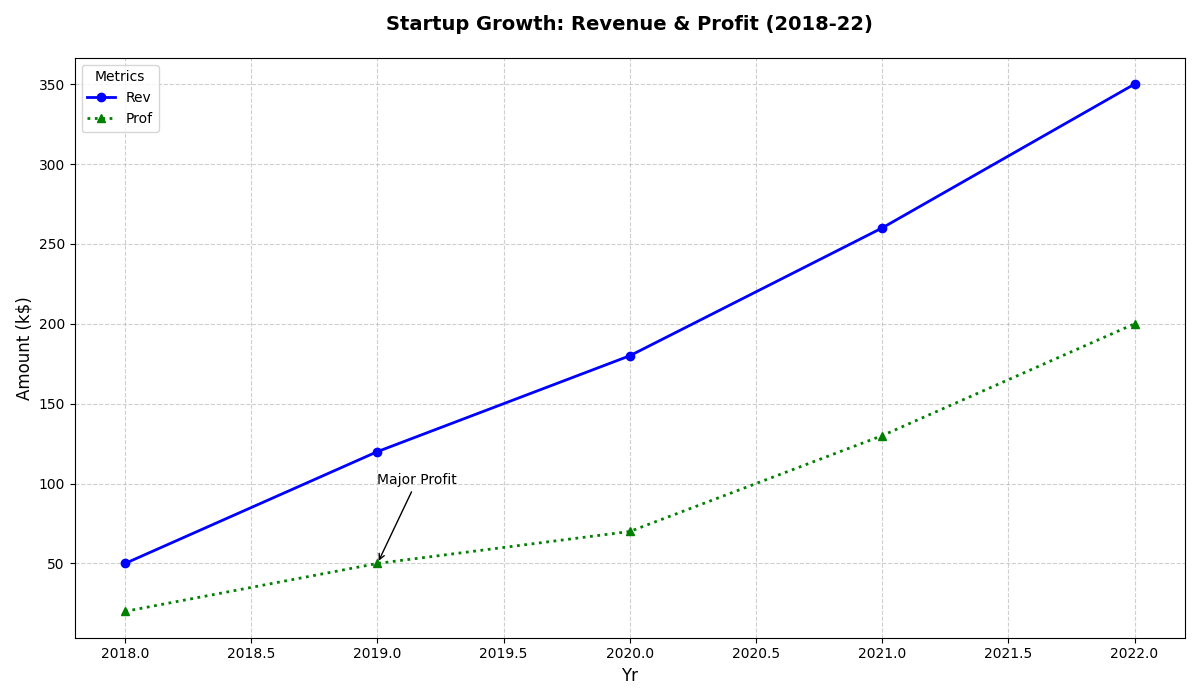 Startup Growth: Revenue & Profit (2018-22)
Metrics
Rev
Prof
350
300
250
200
150
100
50
Amount (k$)
Major Profit
2018.0 2018.5 2019.0 2019.5 2020.0 2020.5 2021.0 2021.5 2022.0
Yr